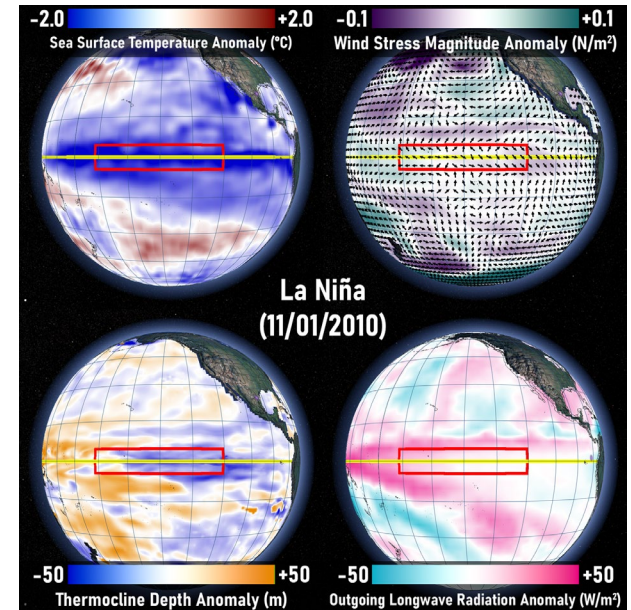 -2.0 +2.0
Sea Surface Temperature Anomaly (°C)
-0.1 +0.1
Wind Stress Magnitude Anomaly (N/m²)
La Niña
(11/01/2010)
-50 +50
Thermocline Depth Anomaly (m)
-50 +50
Outgoing Longwave Radiation Anomaly (W/m²)